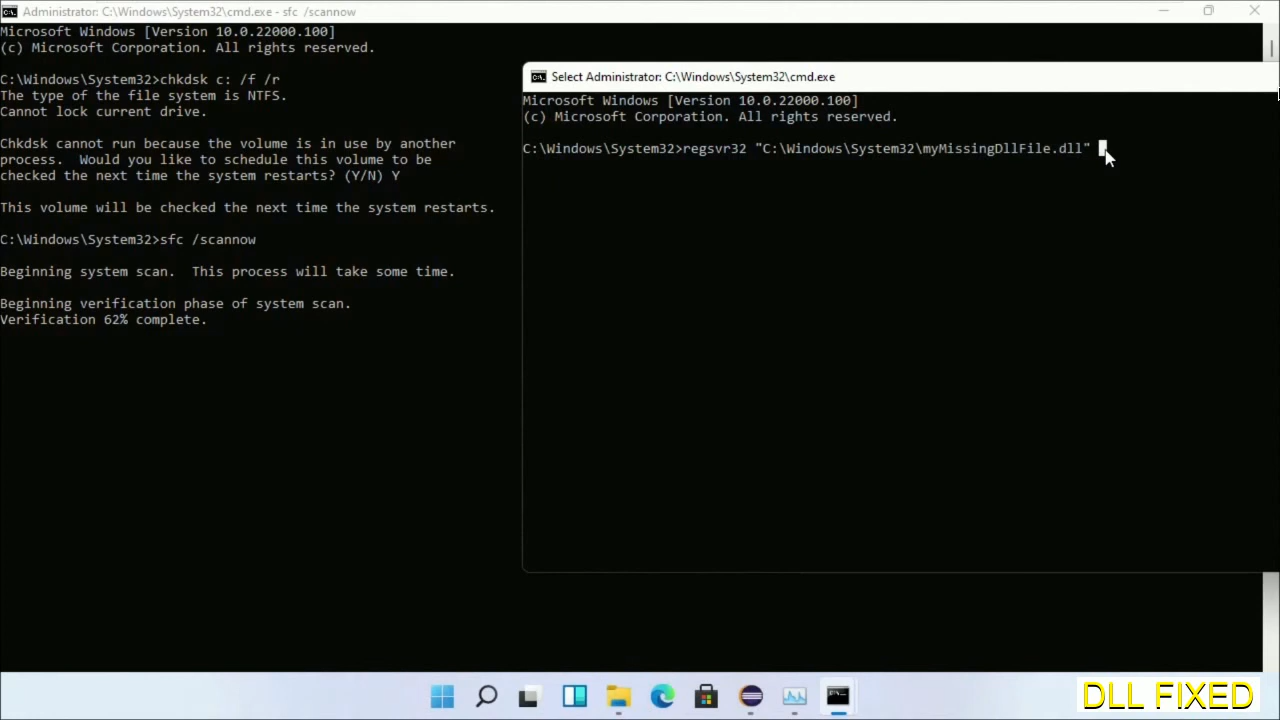 Administrator: C:\Windows\System32\cmd.exe - sfc /scannow
Microsoft Windows [Version 10.0.22000.100]
(c) Microsoft Corporation. All rights reserved.
C:\Windows\System32>chkdsk c: /f /r
The type of the file system is NTFS.
Cannot lock current drive.
Chkdsk cannot run because the volume is in use by another
process.  Would you like to schedule this volume to be
checked the next time the system restarts? (Y/N) Y
This volume will be checked the next time the system restarts.
C:\Windows\System32>sfc /scannow
Beginning system scan.  This process will take some time.
Beginning verification phase of system scan.
Verification 62% complete.
Select Administrator: C:\Windows\System32\cmd.exe
Microsoft Windows [Version 10.0.22000.100]
(c) Microsoft Corporation. All rights reserved.
C:\Windows\System32>regsvr32 "C:\Windows\System32\myMissingDllFile.dll"
DLL FIXED